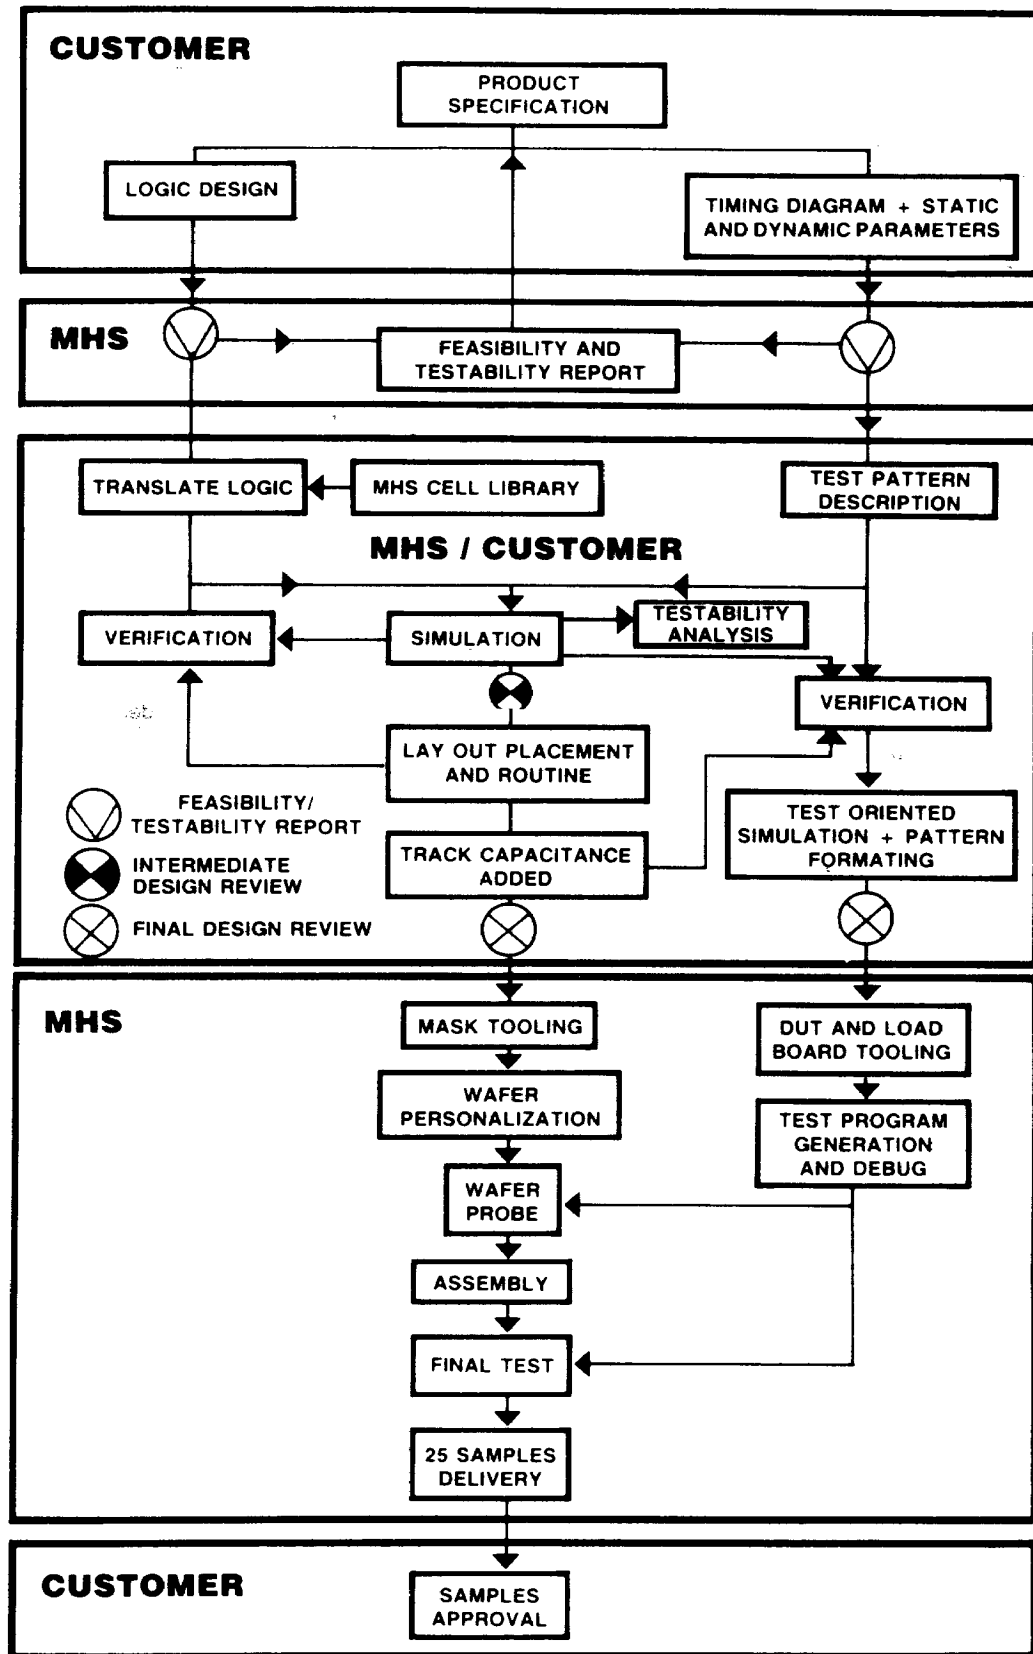 CUSTOMER
PRODUCT
SPECIFICATION
LOGIC DESIGN
TIMING DIAGRAM + STATIC
AND DYNAMIC PARAMETERS
MHS
FEASIBILITY AND
TESTABILITY REPORT
TRANSLATE LOGIC
MHS CELL LIBRARY
TEST PATTERN
DESCRIPTION
MHS / CUSTOMER
VERIFICATION
SIMULATION
TESTABILITY
ANALYSIS
VERIFICATION
LAY OUT PLACEMENT
AND ROUTINE
FEASIBILITY/
TESTABILITY REPORT
TEST ORIENTED
SIMULATION + PATTERN
FORMATING
TRACK CAPACITANCE
ADDED
INTERMEDIATE
DESIGN REVIEW
FINAL DESIGN REVIEW
MHS
MASK TOOLING
DUT AND LOAD
BOARD TOOLING
WAFER
PERSONALIZATION
TEST PROGRAM
GENERATION
AND DEBUG
WAFER
PROBE
ASSEMBLY
FINAL TEST
25 SAMPLES
DELIVERY
CUSTOMER
SAMPLES
APPROVAL